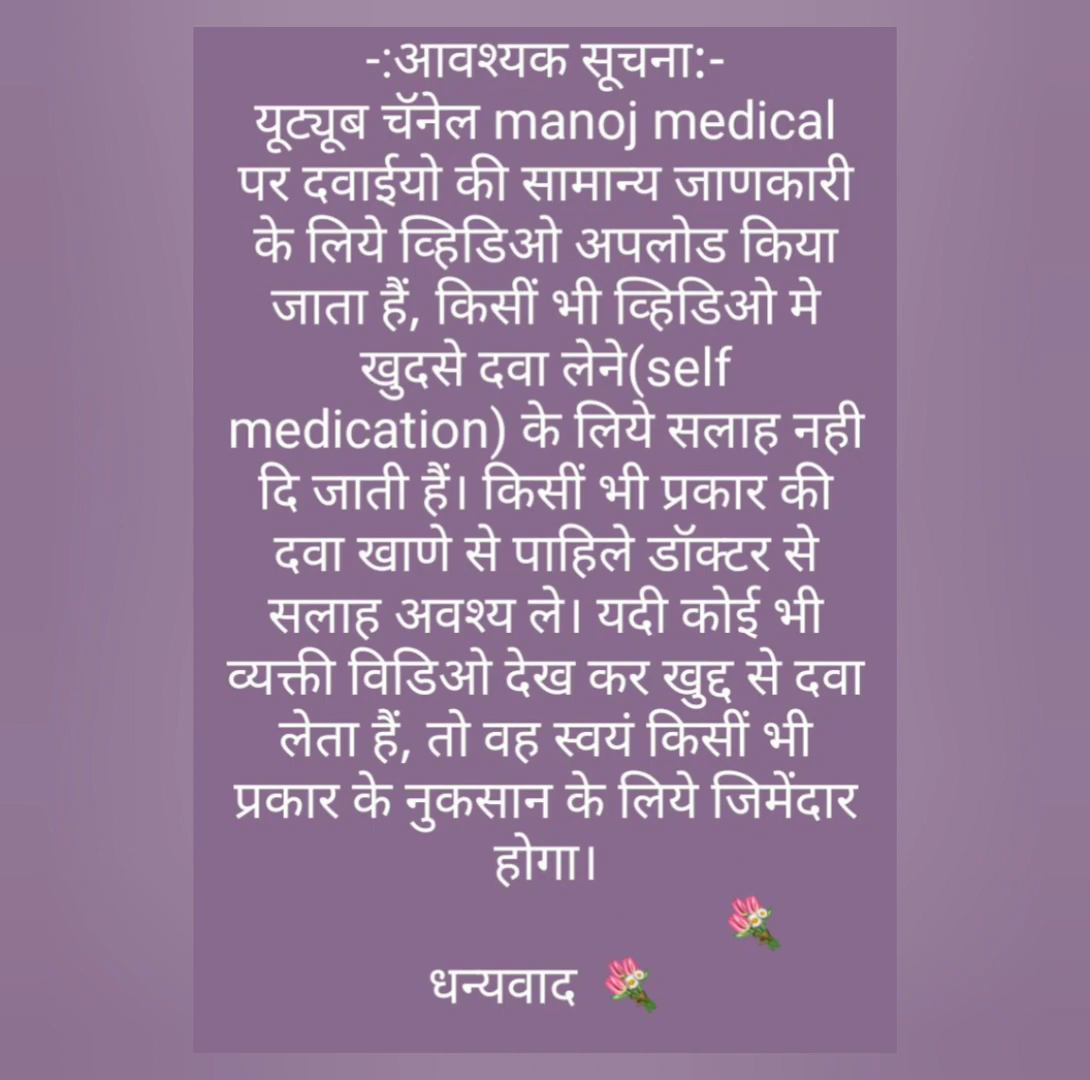 -:आवश्यक सूचना:-
यूट्यूब चॅनेल manoj medical
पर दवाईयो की सामान्य जाणकारी
के लिये व्हिडिओ अपलोड किया
जाता हैं, किसीं भी व्हिडिओ मे
खुदसे दवा लेने(self
medication) के लिये सलाह नही
दि जाती हैं। किसीं भी प्रकार की
दवा खाणे से पाहिले डॉक्टर से
सलाह अवश्य ले। यदी कोई भी
व्यक्ती विडिओ देख कर खुद्द से दवा
लेता हैं, तो वह स्वयं किसीं भी
प्रकार के नुकसान के लिये जिमेंदार
होगा।
💐
धन्यवाद 💐